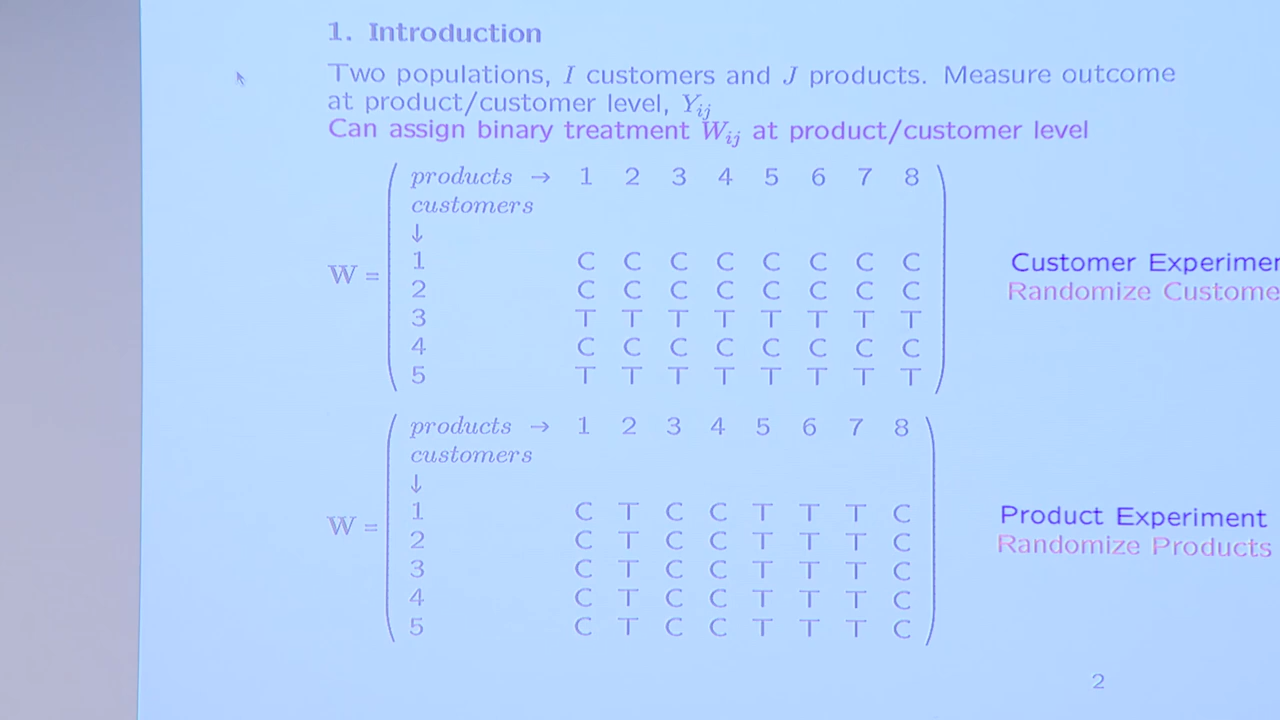 1. Introduction
Two populations, I customers and J products. Measure outcome
at product/customer level, Y_ij
Can assign binary treatment W_ij at product/customer level
products → 1 2 3 4 5 6 7 8
customers
↓
W =
1 C C C C C C C C
2 C C C C C C C C
3 T T T T T T T T
4 C C C C C C C C
5 T T T T T T T T
Customer Experimen
Randomize Custome
products → 1 2 3 4 5 6 7 8
customers
↓
W =
1 C T C C T T T C
2 C T C C T T T C
3 C T C C T T T C
4 C T C C T T T C
5 C T C C T T T C
Product Experiment
Randomize Products
2